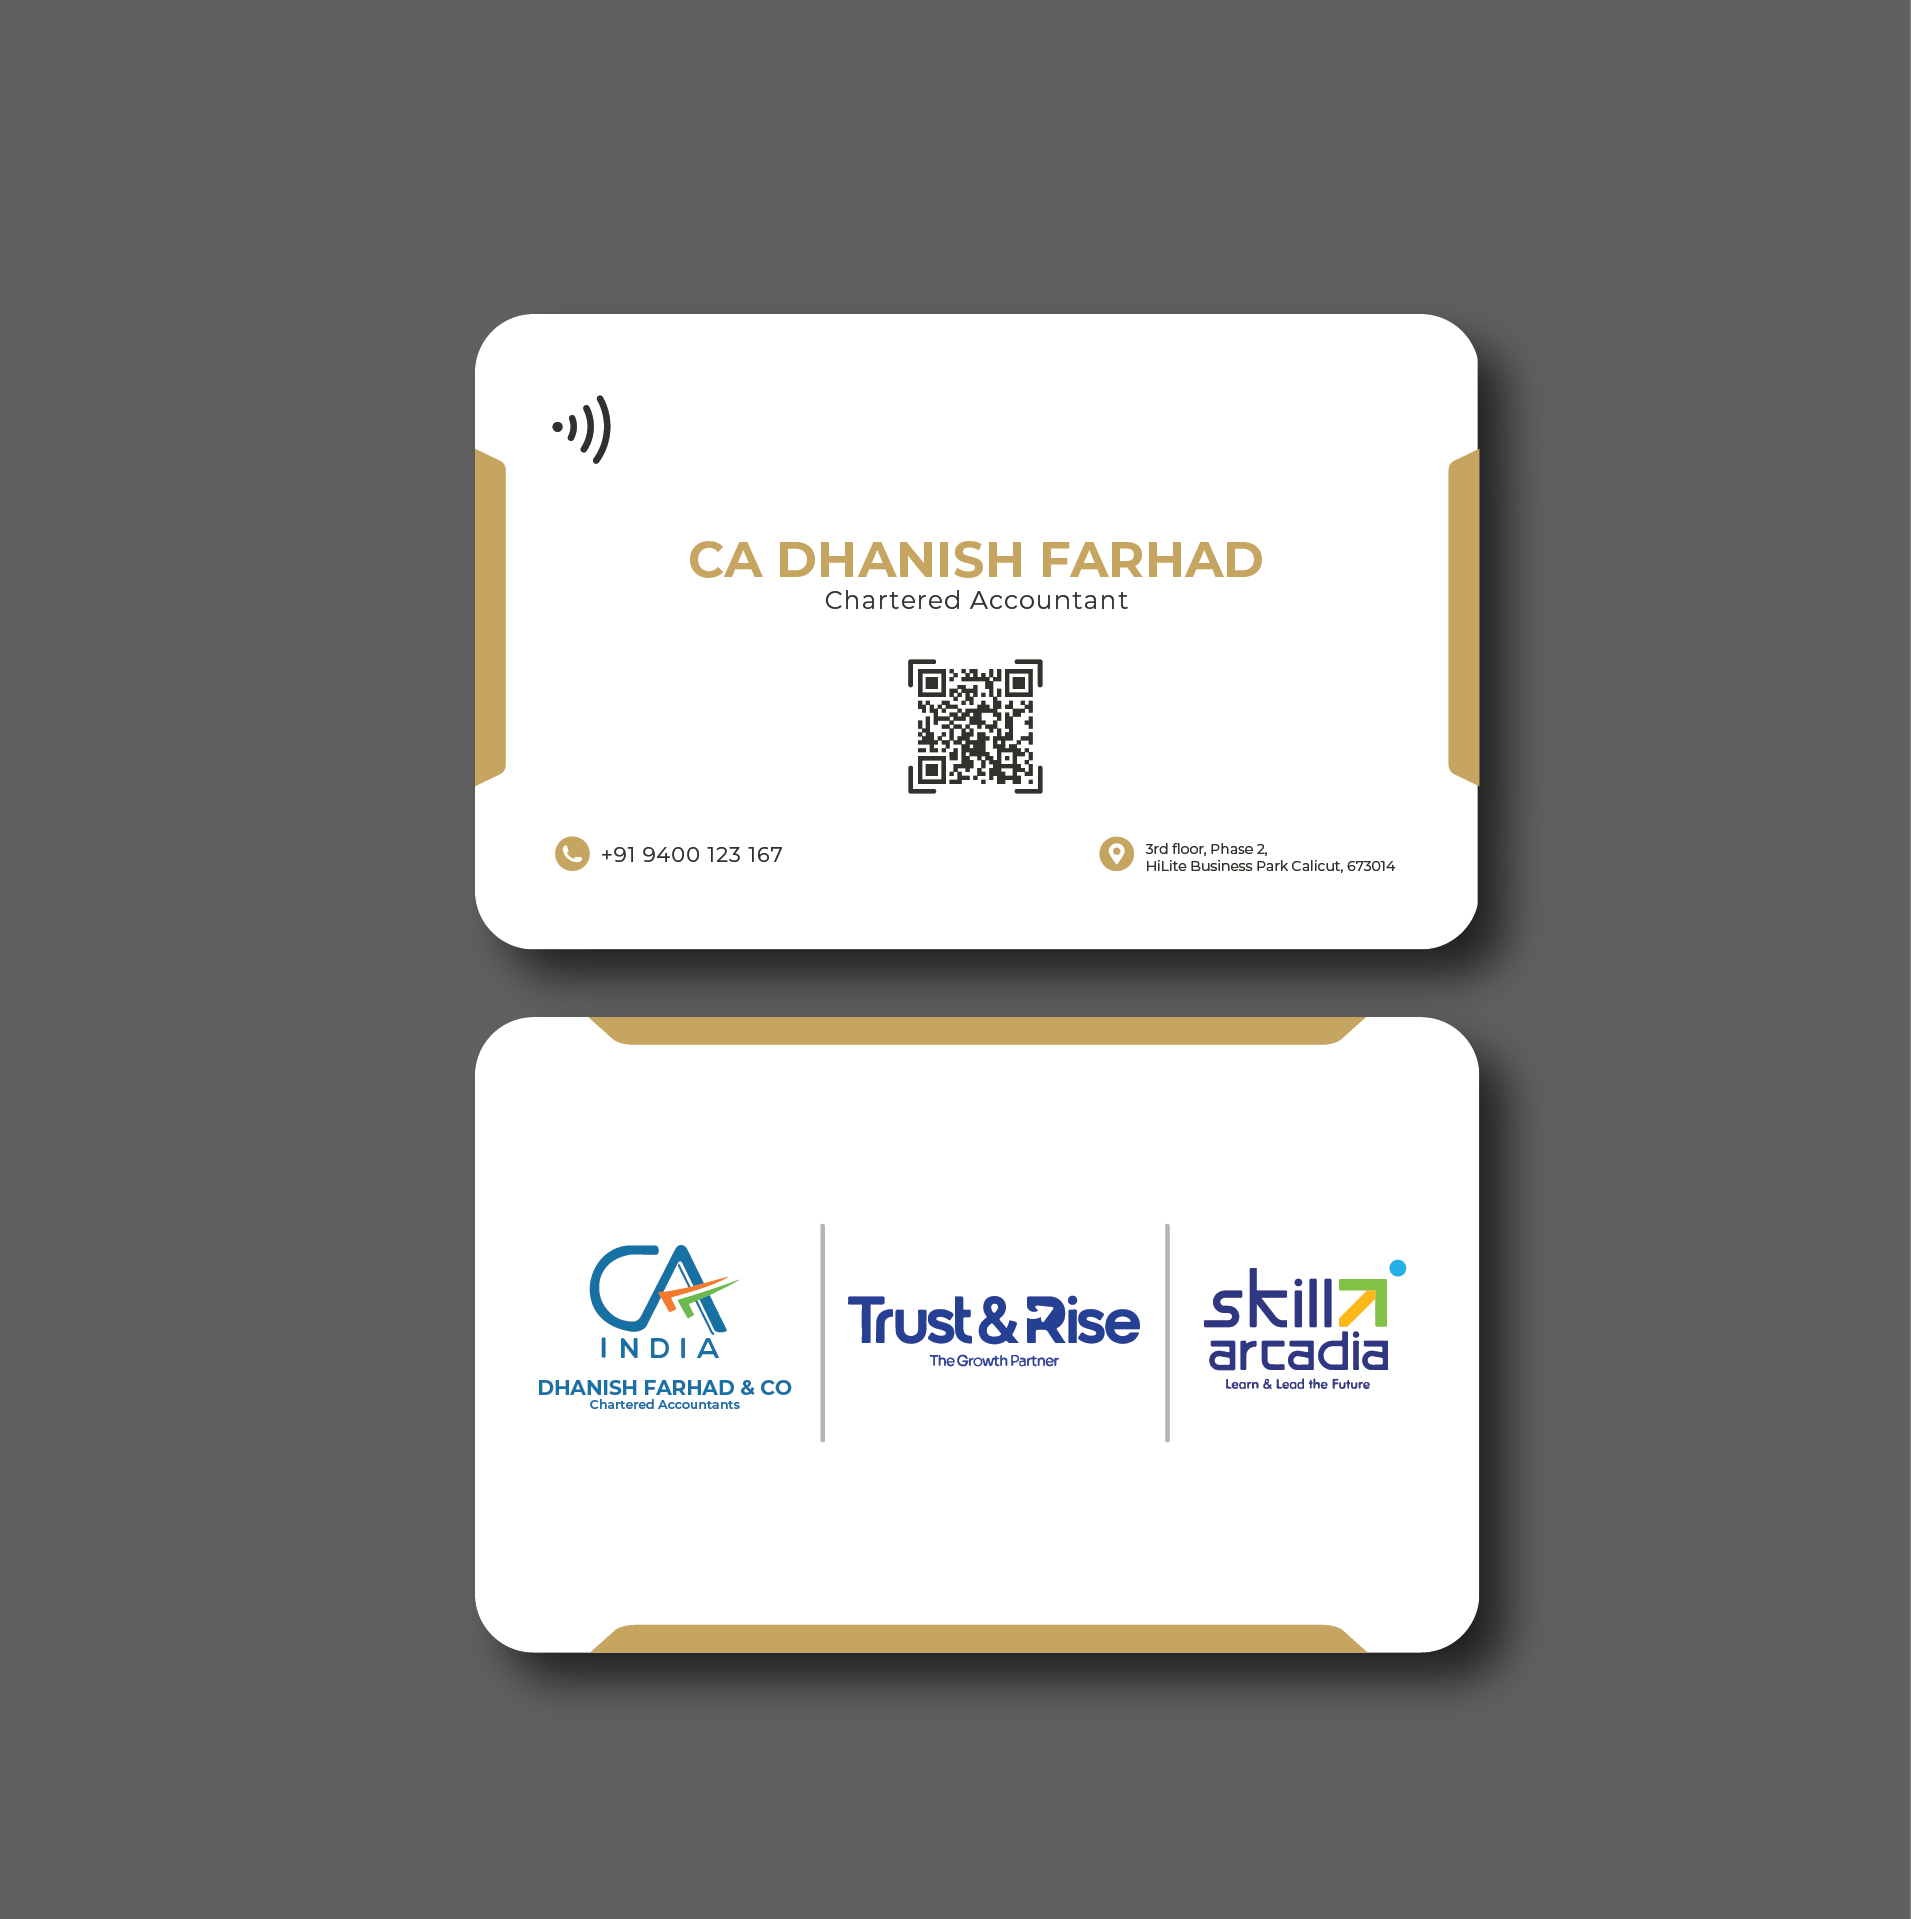 CA DHANISH FARHAD
Chartered Accountant
+91 9400 123 167
3rd floor, Phase 2,
HiLite Business Park Calicut, 673014
CA
INDIA
DHANISH FARHAD & CO
Chartered Accountants
Trust & Rise
The Growth Partner
skill
arcadia
Learn & Lead the Future